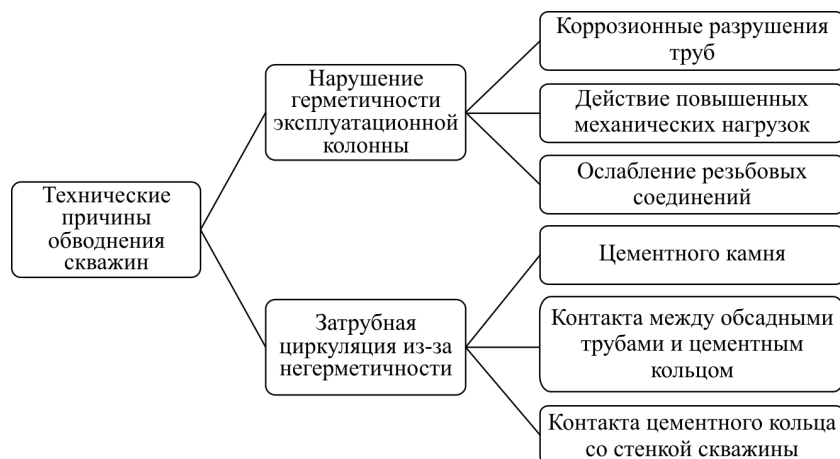 Технические
причины
обводнения
скважин
Нарушение
герметичности
эксплуатационной
колонны
Коррозионные разрушения
труб
Действие повышенных
механических нагрузок
Ослабление резьбовых
соединений
Затрубная
циркуляция из-за
негерметичности
Цементного камня
Контакта между обсадными
трубами и цементным
кольцом
Контакта цементного кольца
со стенкой скважины